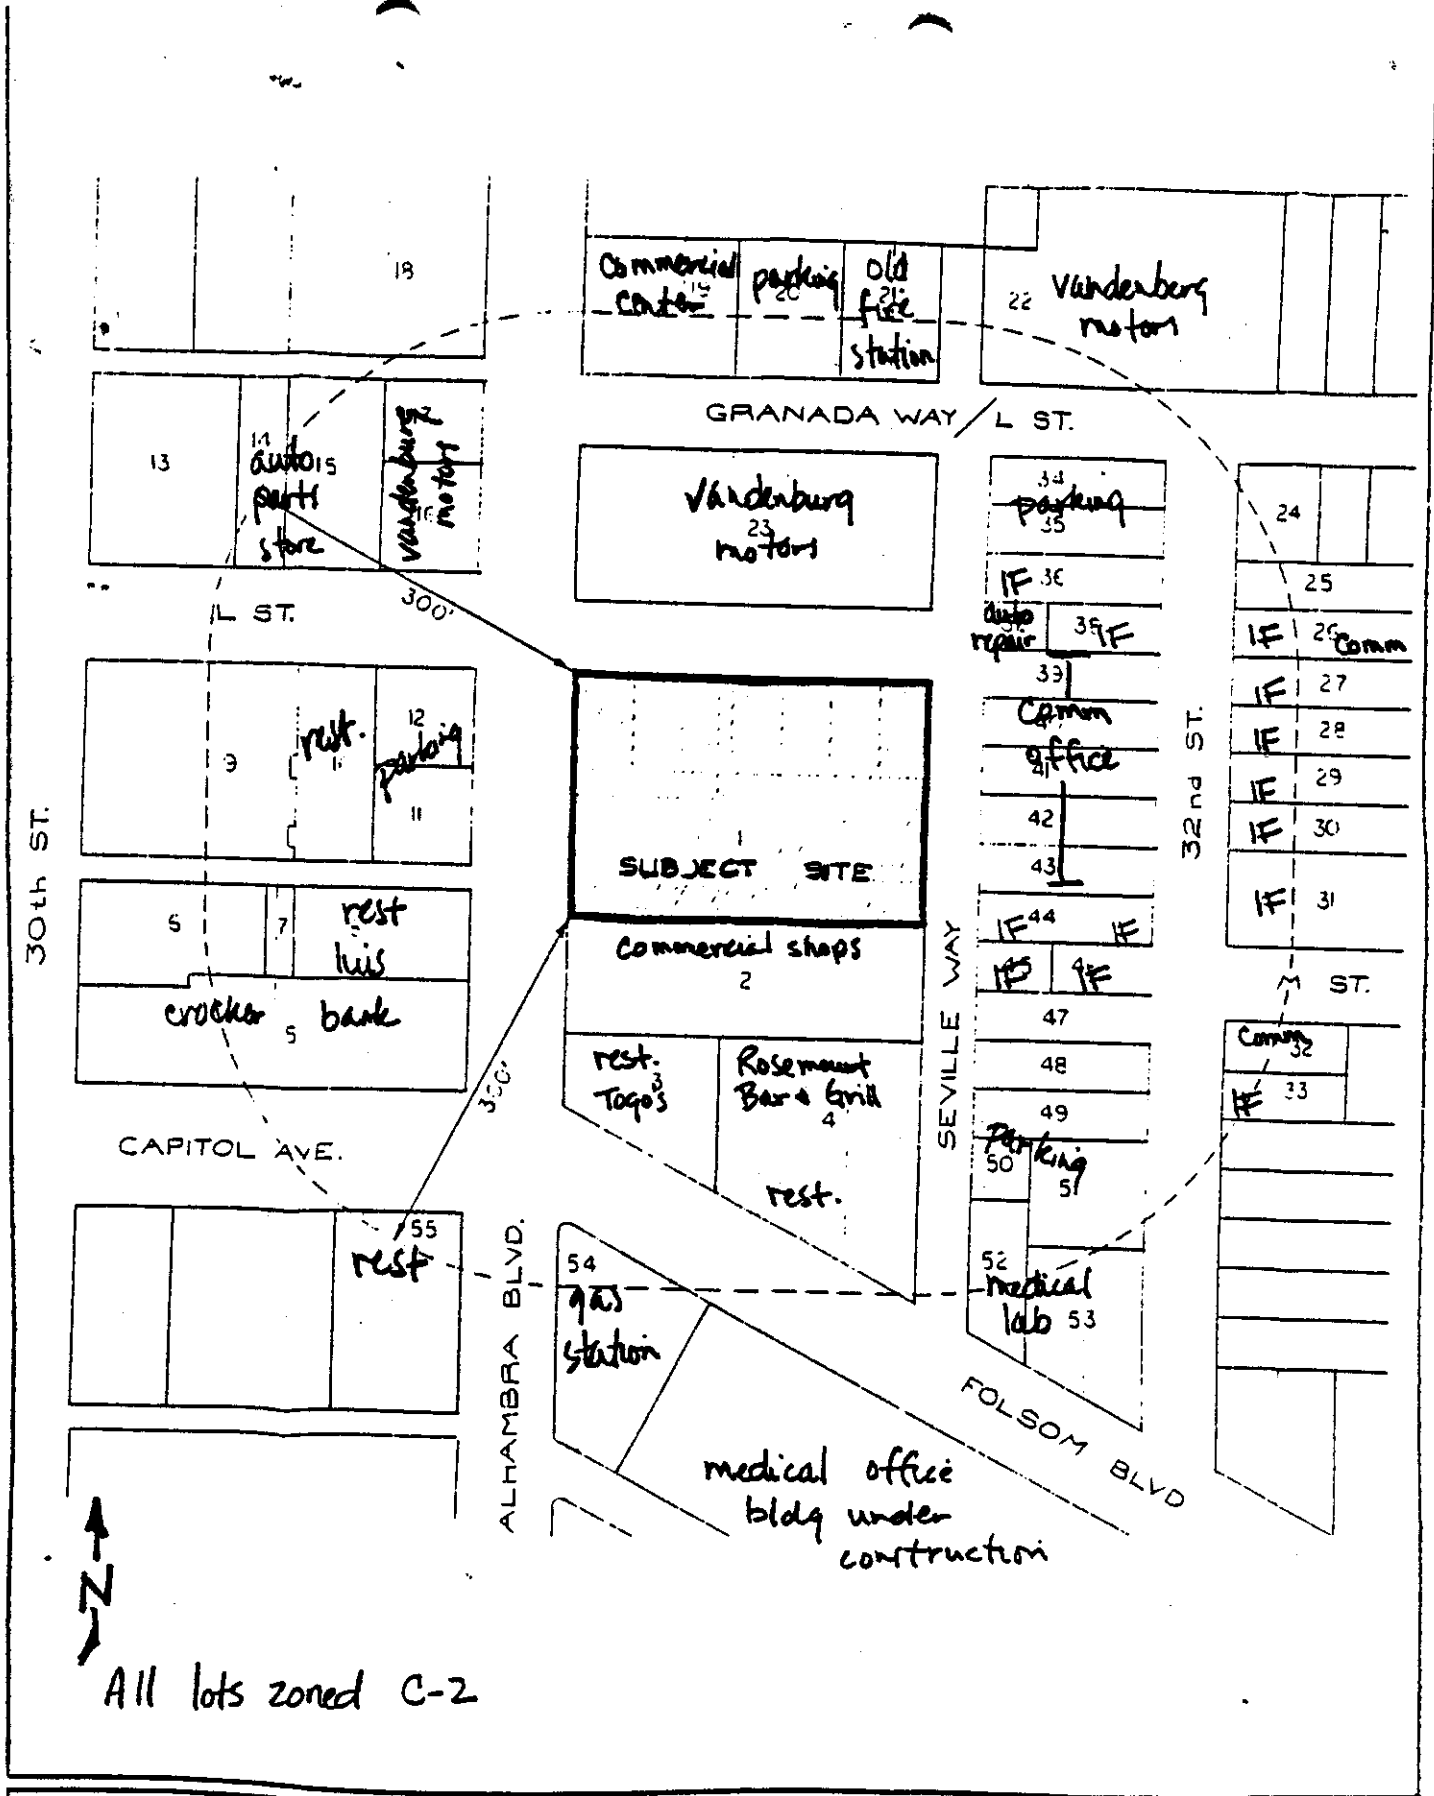 18
commercial
center
19
parking
20
old
fire
21
station
22
vandenberg
motors
GRANADA WAY / L ST.
13
14
auto
15
parts
store
vandenburg
motors
16
Vandenburg
23
motors
34
parking
35
IF 36
24
25
L ST.
300'
auto
repair
38 IF
39
IF 26 comm
IF 27
IF 28
IF 29
IF 30
IF 31
comm
office
41
42
43
IF 44 IF
45
IF
47
48
49
9
rest.
12
parking
11
1
SUBJECT SITE
30th ST.
32nd ST.
6
7
rest
luis
crocker bank
5
commercial shops
2
SEVILLE WAY
M ST.
comm
32
IF 33
rest.
3
Togo's
Rosemount
Bar & Grill
4
rest.
300'
CAPITOL AVE.
Parking
50
51
55
rest
ALHAMBRA BLVD.
54
gas
station
52
medical
lab 53
FOLSOM BLVD
medical office
bldg under
construction
N
All lots zoned C-2